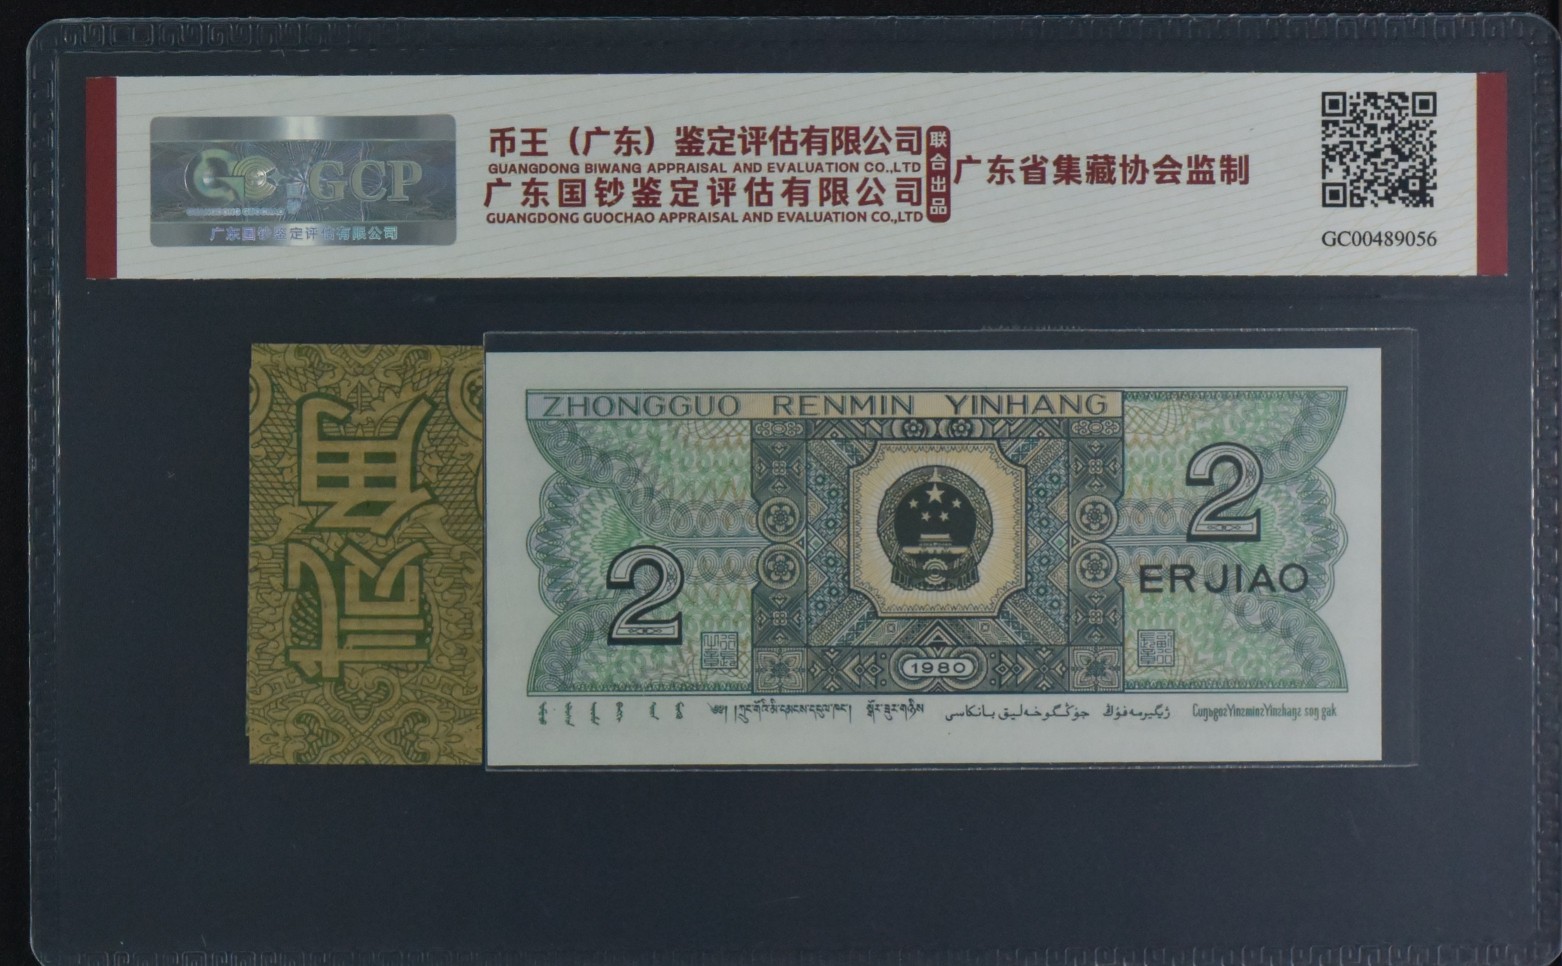 GCP
广东国钞鉴定评估有限公司
币王（广东）鉴定评估有限公司
GUANGDONG BIWANG APPRAISAL AND EVALUATION CO.,LTD
广东国钞鉴定评估有限公司
GUANGDONG GUOCHAO APPRAISAL AND EVALUATION CO,.LTD
联合出品
广东省集藏协会监制
GC00489056
ZHONGGUO RENMIN YINHANG
2
2
ERJIAO
1980
جۇڭگوخەلىق بانكاسى